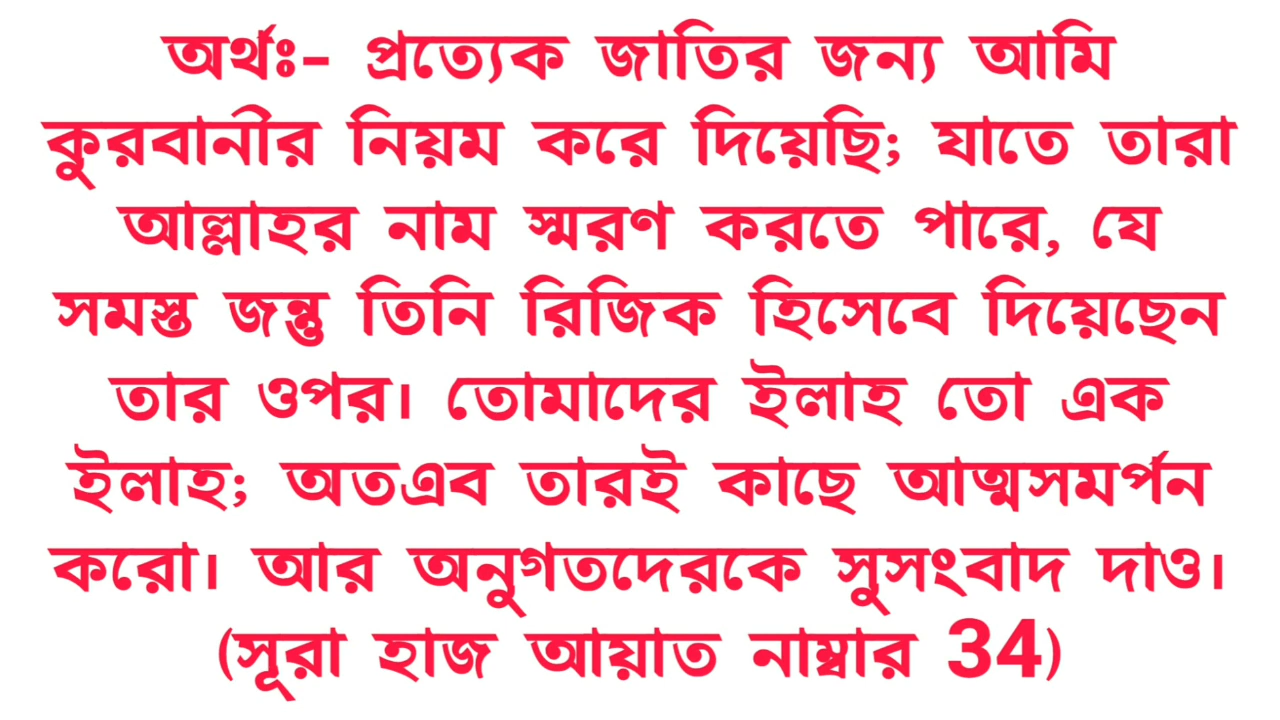 অর্থঃ- প্রত্যেক জাতির জন্য আমি
কুরবানীর নিয়ম করে দিয়েছি; যাতে তারা
আল্লাহর নাম স্মরণ করতে পারে, যে
সমস্ত জন্তু তিনি রিজিক হিসেবে দিয়েছেন
তার ওপর। তোমাদের ইলাহ তো এক
ইলাহ; অতএব তারই কাছে আত্মসমর্পন
করো। আর অনুগতদেরকে সুসংবাদ দাও।
(সূরা হাজ আয়াত নাম্বার 34)